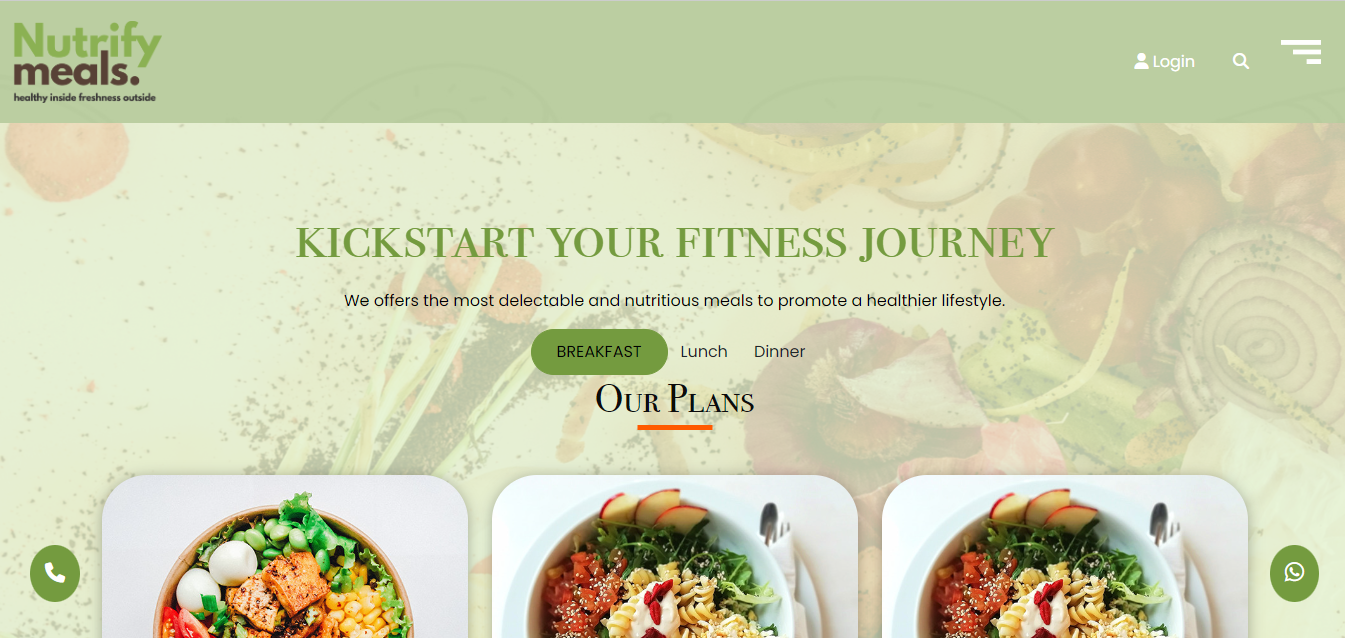 Nutrify
meals.
healthy inside freshness outside
Login
KICKSTART YOUR FITNESS JOURNEY
We offers the most delectable and nutritious meals to promote a healthier lifestyle.
BREAKFAST Lunch Dinner
Our Plans